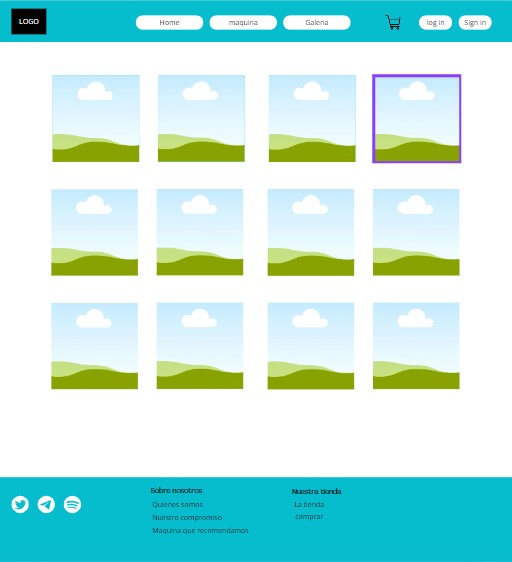 LOGO
Home
maquina
Galeria
log in
Sign in
Sobre nosotros
Quienes somos
Nuestro compromiso
Maquina que recomendamos
Nuestra tienda
La tienda
comprar